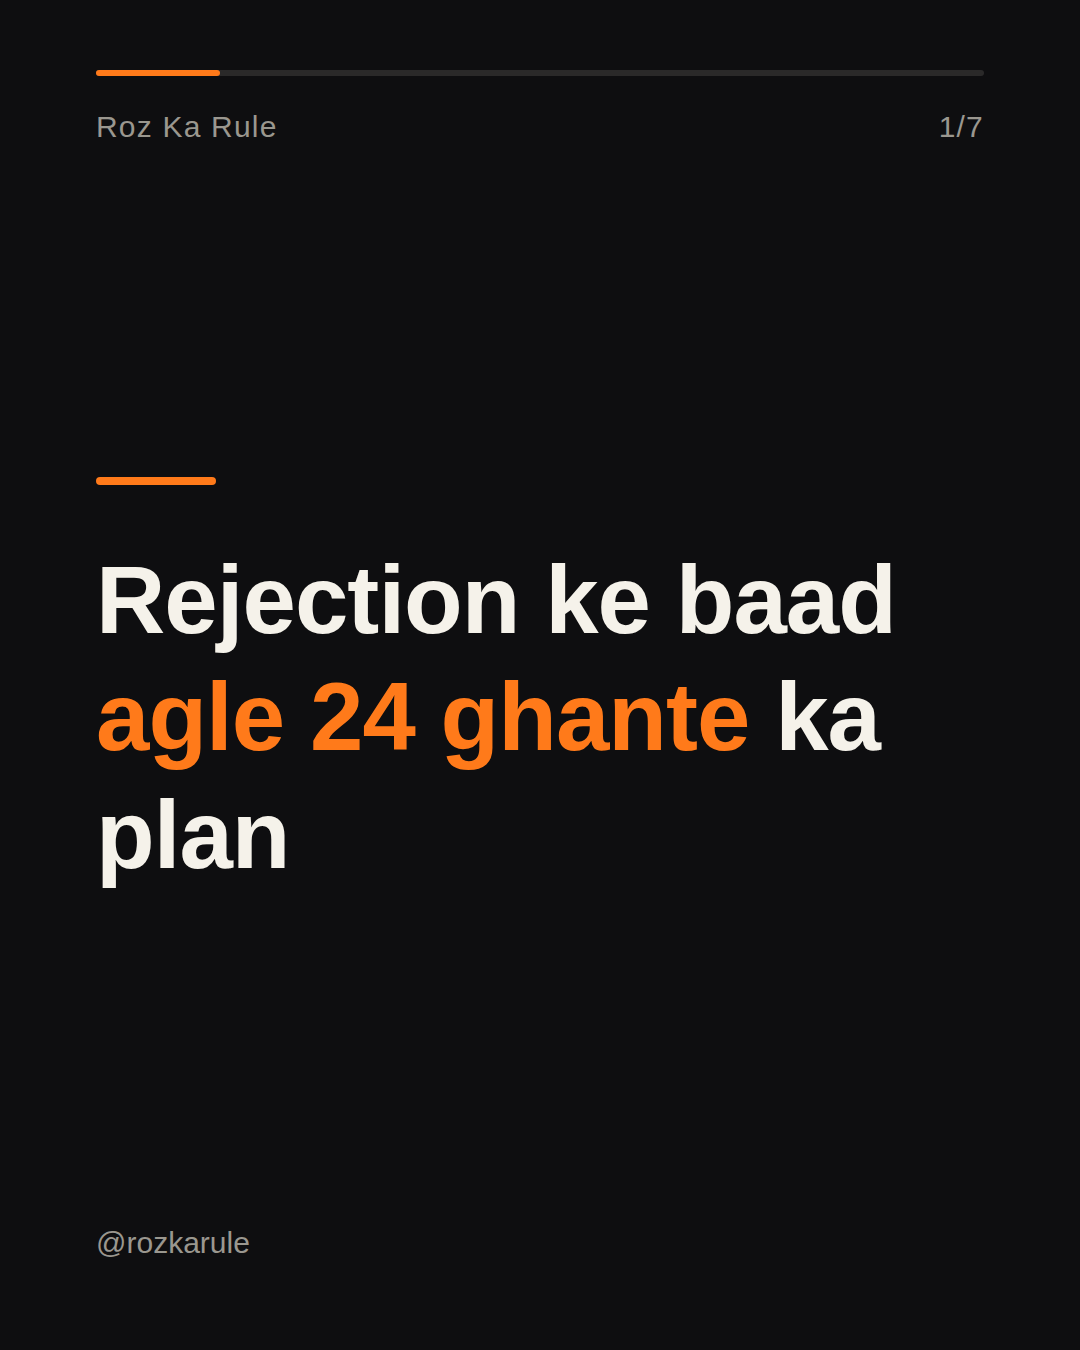 Roz Ka Rule
1/7
Rejection ke baad
agle 24 ghante ka
plan
@rozkarule